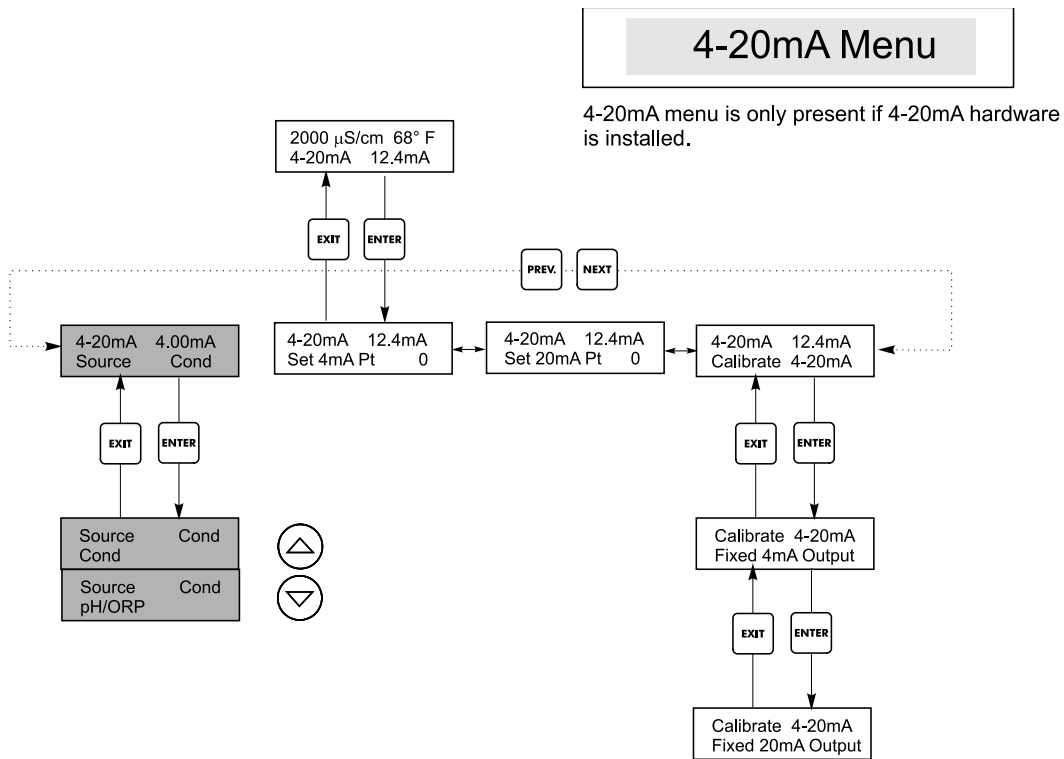 4-20mA Menu
4-20mA menu is only present if 4-20mA hardware
is installed.
2000 µS/cm 68° F
4-20mA 12.4mA
EXIT ENTER
PREV. NEXT
4-20mA 4.00mA
Source Cond
4-20mA 12.4mA
Set 4mA Pt 0
4-20mA 12.4mA
Set 20mA Pt 0
4-20mA 12.4mA
Calibrate 4-20mA
EXIT ENTER
EXIT ENTER
Source Cond
Cond
Source Cond
pH/ORP
Calibrate 4-20mA
Fixed 4mA Output
EXIT ENTER
Calibrate 4-20mA
Fixed 20mA Output